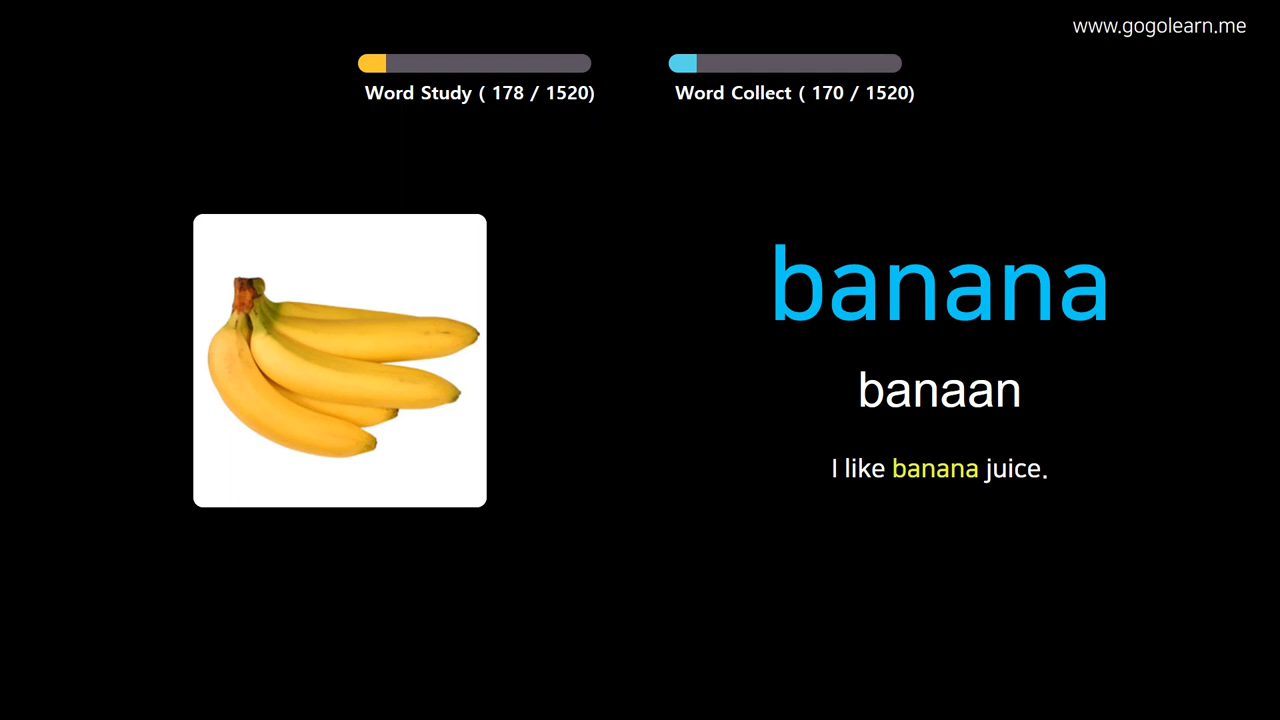 www.gogolearn.me
Word Study ( 178 / 1520)
Word Collect ( 170 / 1520)
banana
banaan
I like banana juice.